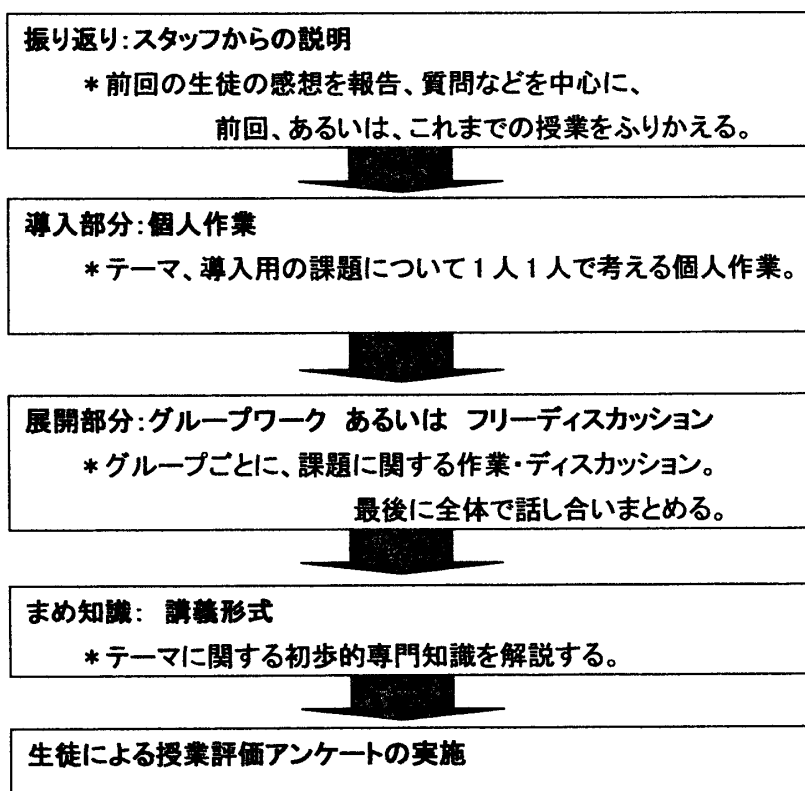 振り返り:スタッフからの説明
*前回の生徒の感想を報告、質問などを中心に、
前回、あるいは、これまでの授業をふりかえる。
導入部分:個人作業
*テーマ、導入用の課題について1人1人で考える個人作業。
展開部分:グループワーク あるいは フリーディスカッション
*グループごとに、課題に関する作業・ディスカッション。
最後に全体で話し合いまとめる。
まめ知識: 講義形式
*テーマに関する初歩的専門知識を解説する。
生徒による授業評価アンケートの実施